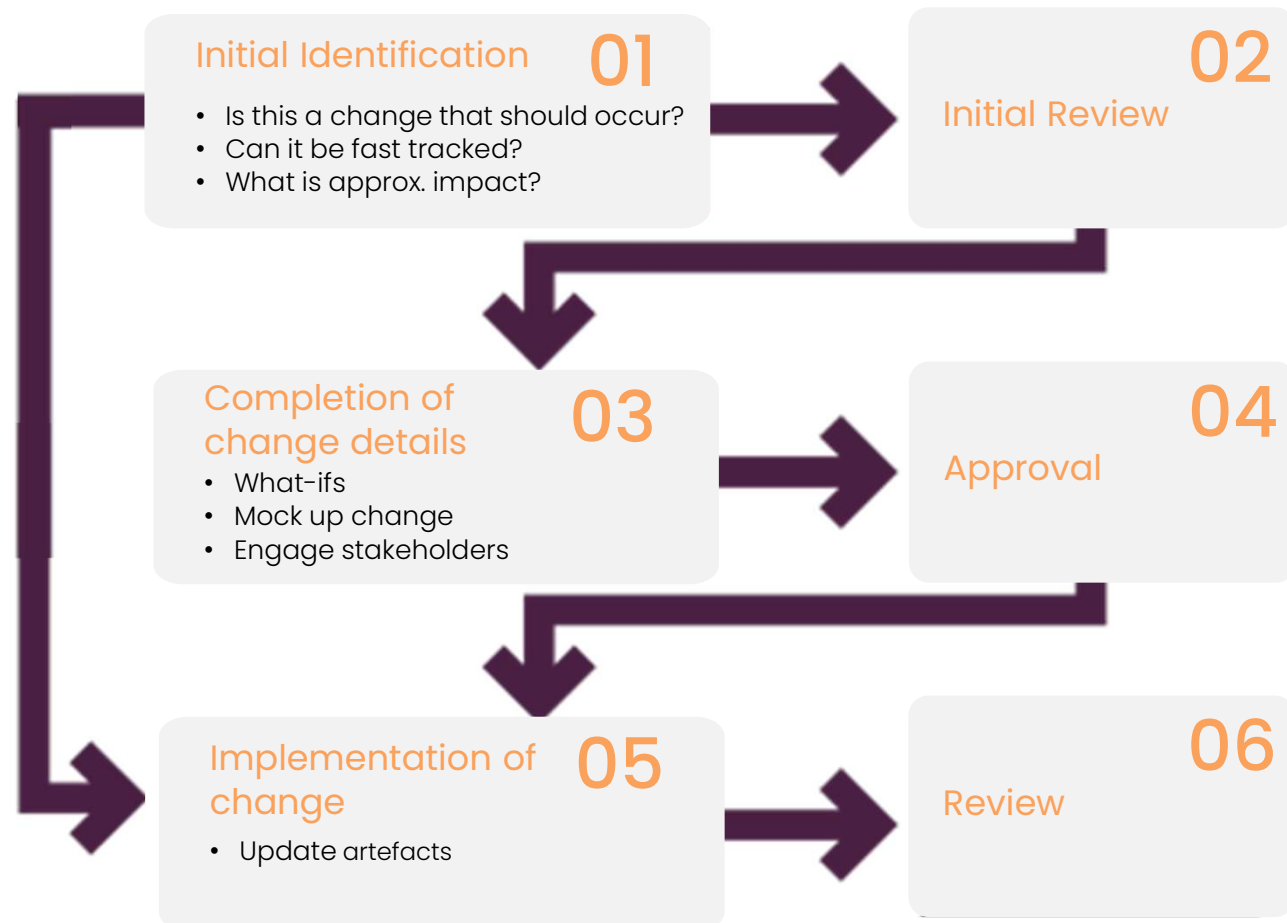 Initial Identification 01
• Is this a change that should occur?
• Can it be fast tracked?
• What is approx. impact?
02
Initial Review
Completion of
change details
03
• What-ifs
• Mock up change
• Engage stakeholders
04
Approval
Implementation of
change
05
• Update artefacts
06
Review